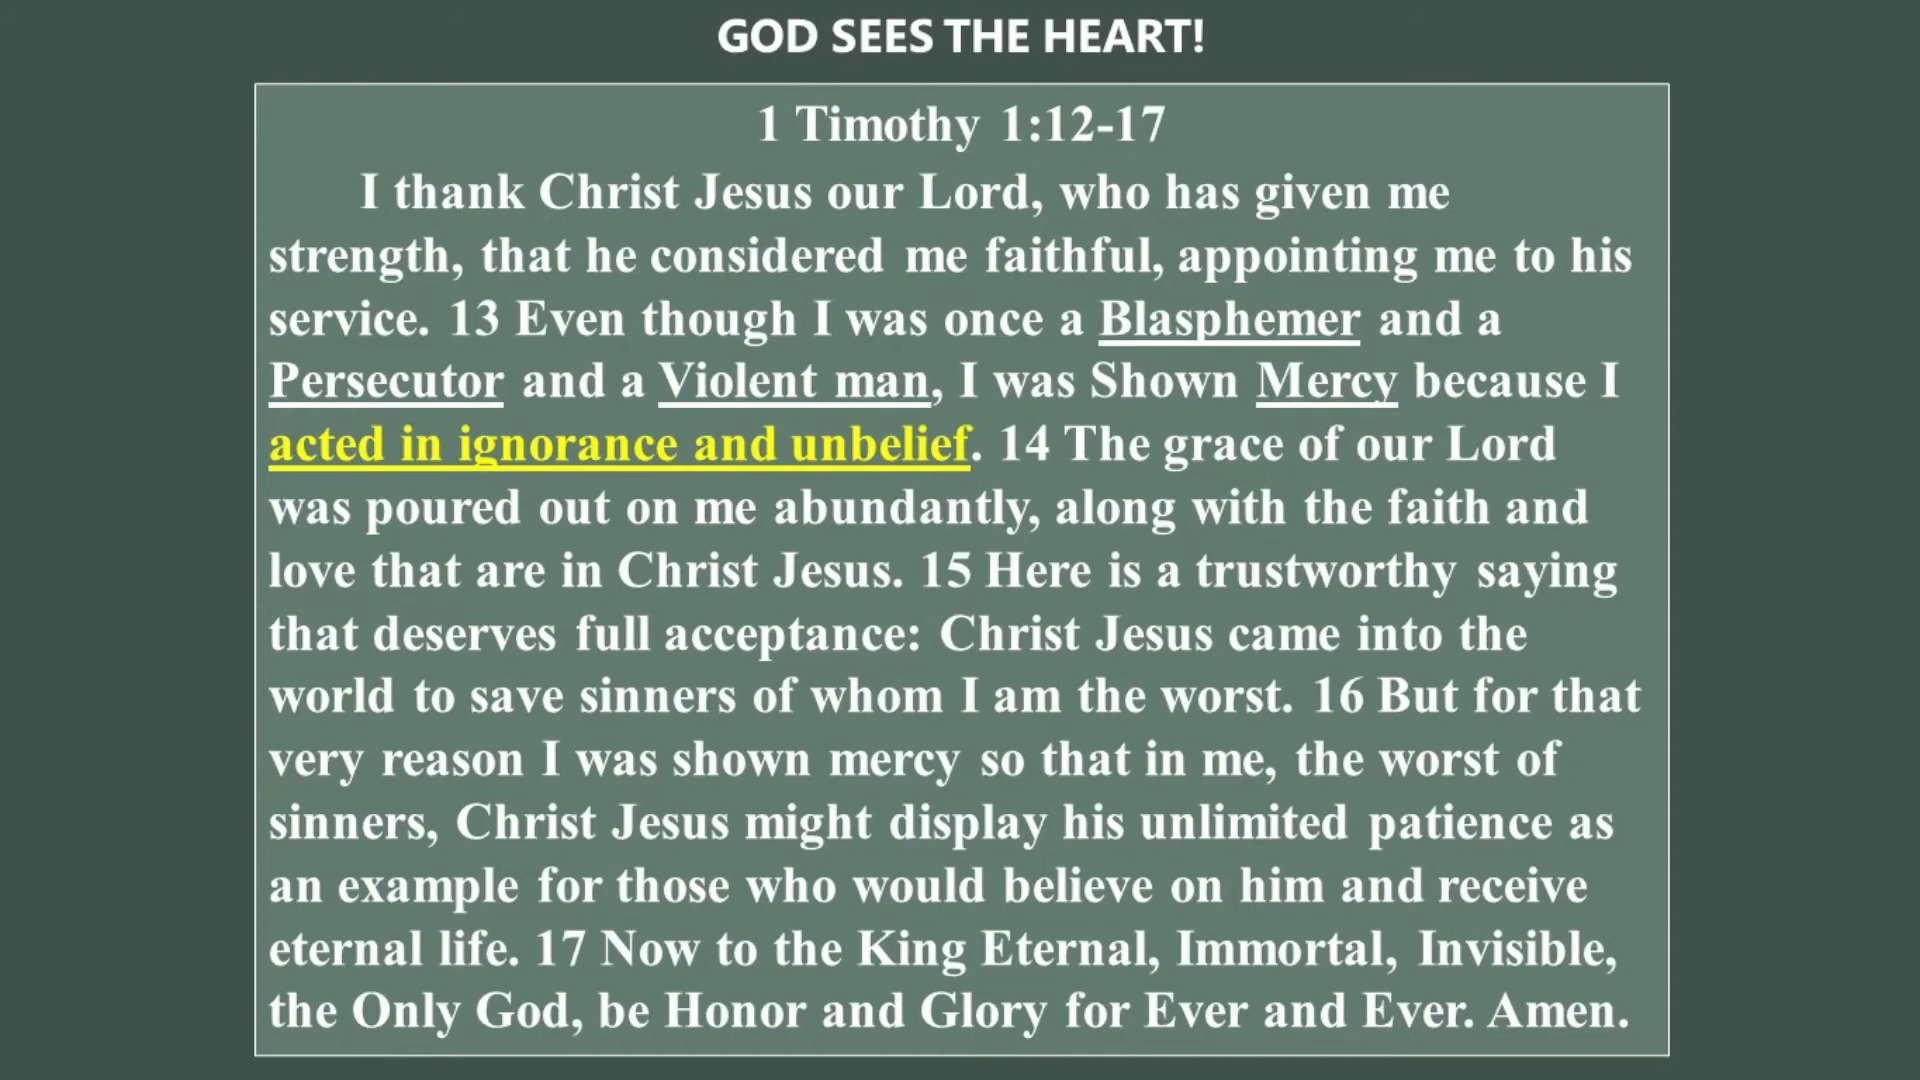 GOD SEES THE HEART!
1 Timothy 1:12-17
I thank Christ Jesus our Lord, who has given me
strength, that he considered me faithful, appointing me to his
service. 13 Even though I was once a Blasphemer and a
Persecutor and a Violent man, I was Shown Mercy because I
acted in ignorance and unbelief. 14 The grace of our Lord
was poured out on me abundantly, along with the faith and
love that are in Christ Jesus. 15 Here is a trustworthy saying
that deserves full acceptance: Christ Jesus came into the
world to save sinners of whom I am the worst. 16 But for that
very reason I was shown mercy so that in me, the worst of
sinners, Christ Jesus might display his unlimited patience as
an example for those who would believe on him and receive
eternal life. 17 Now to the King Eternal, Immortal, Invisible,
the Only God, be Honor and Glory for Ever and Ever. Amen.